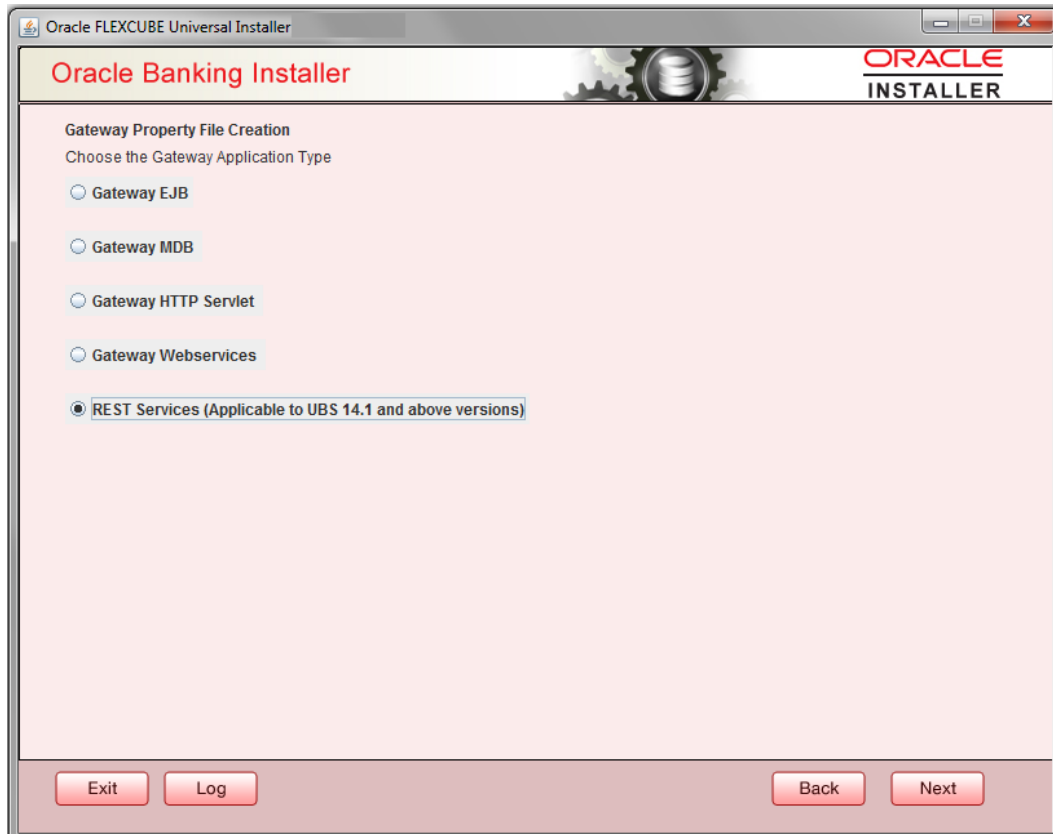 Oracle FLEXCUBE Universal Installer
Oracle Banking Installer
ORACLE
INSTALLER
Gateway Property File Creation
Choose the Gateway Application Type
Gateway EJB
Gateway MDB
Gateway HTTP Servlet
Gateway Webservices
REST Services (Applicable to UBS 14.1 and above versions)
Exit Log Back Next